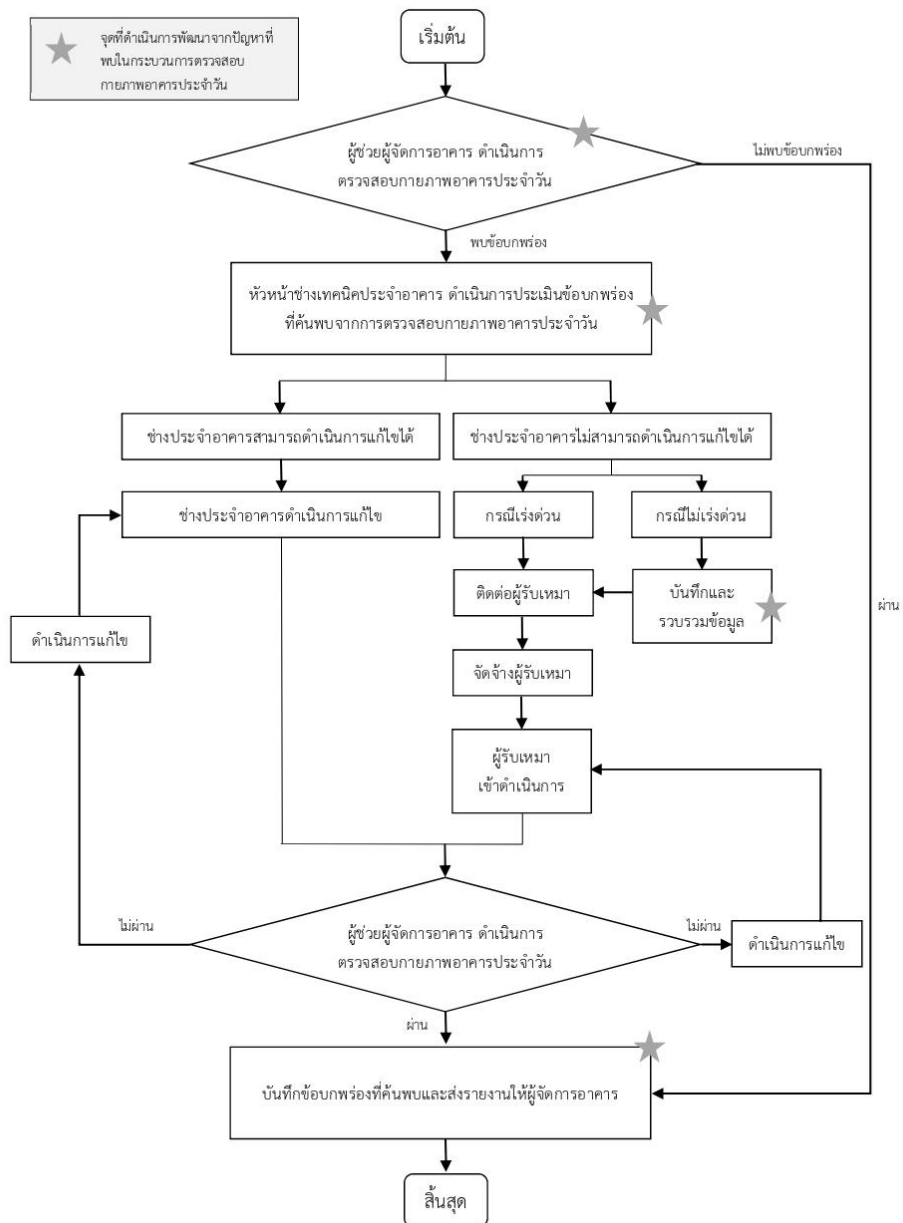 จุดที่ดำเนินการพัฒนาจากปัญหาที่
พบในกระบวนการตรวจสอบ
กายภาพอาคารประจำวัน
เริ่มต้น
ผู้ช่วยผู้จัดการอาคาร ดำเนินการ
ตรวจสอบกายภาพอาคารประจำวัน
ไม่พบข้อบกพร่อง
พบข้อบกพร่อง
หัวหน้าช่างเทคนิคประจำอาคาร ดำเนินการประเมินข้อบกพร่อง
ที่ค้นพบจากการตรวจสอบกายภาพอาคารประจำวัน
ช่างประจำอาคารสามารถดำเนินการแก้ไขได้
ช่างประจำอาคารไม่สามารถดำเนินการแก้ไขได้
ช่างประจำอาคารดำเนินการแก้ไข
กรณีเร่งด่วน
กรณีไม่เร่งด่วน
ติดต่อผู้รับเหมา
บันทึกและ
รวบรวมข้อมูล
ผ่าน
ดำเนินการแก้ไข
จัดจ้างผู้รับเหมา
ผู้รับเหมา
เข้าดำเนินการ
ไม่ผ่าน
ผู้ช่วยผู้จัดการอาคาร ดำเนินการ
ตรวจสอบกายภาพอาคารประจำวัน
ไม่ผ่าน
ดำเนินการแก้ไข
ผ่าน
บันทึกข้อบกพร่องที่ค้นพบและส่งรายงานให้ผู้จัดการอาคาร
สิ้นสุด